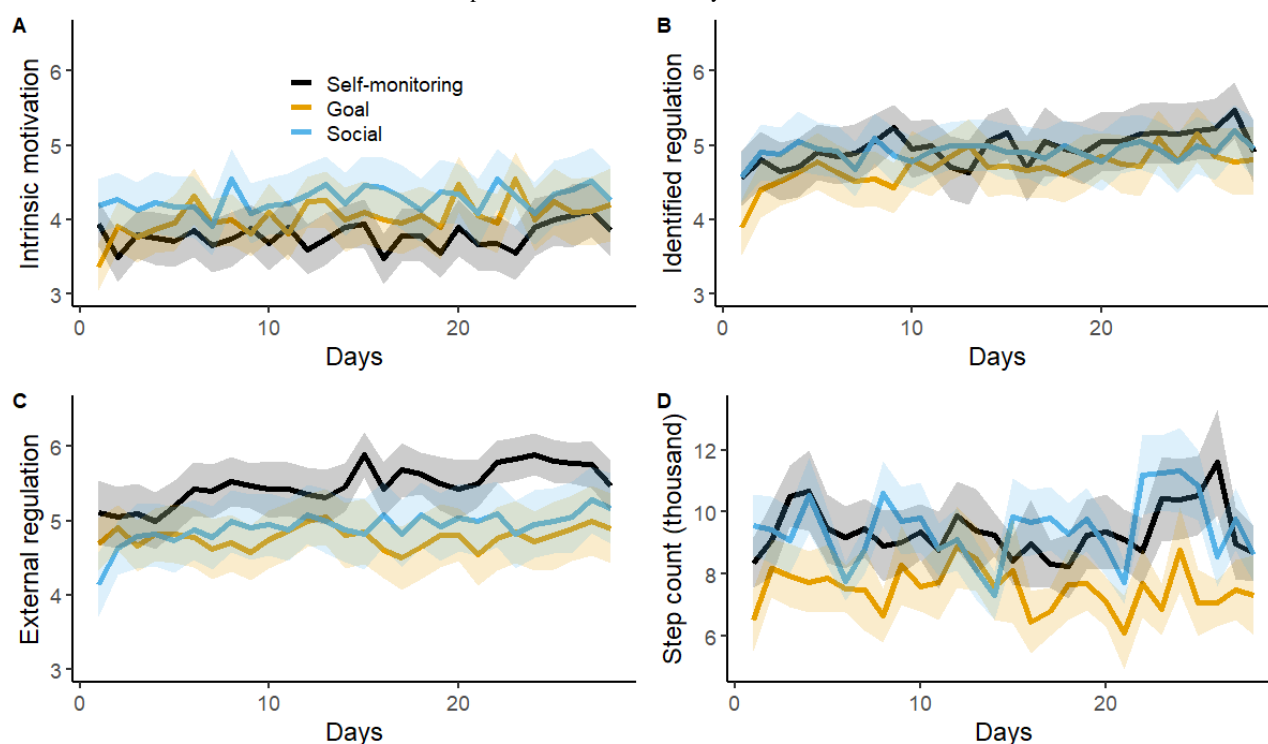 A
Intrinsic motivation
6
5
4
3
Self-monitoring
Goal
Social
0
10
20
Days
B
Identified regulation
6
5
4
3
0
10
20
Days
C
External regulation
6
5
4
3
0
10
20
Days
D
Step count (thousand)
12
10
8
6
0
10
20
Days